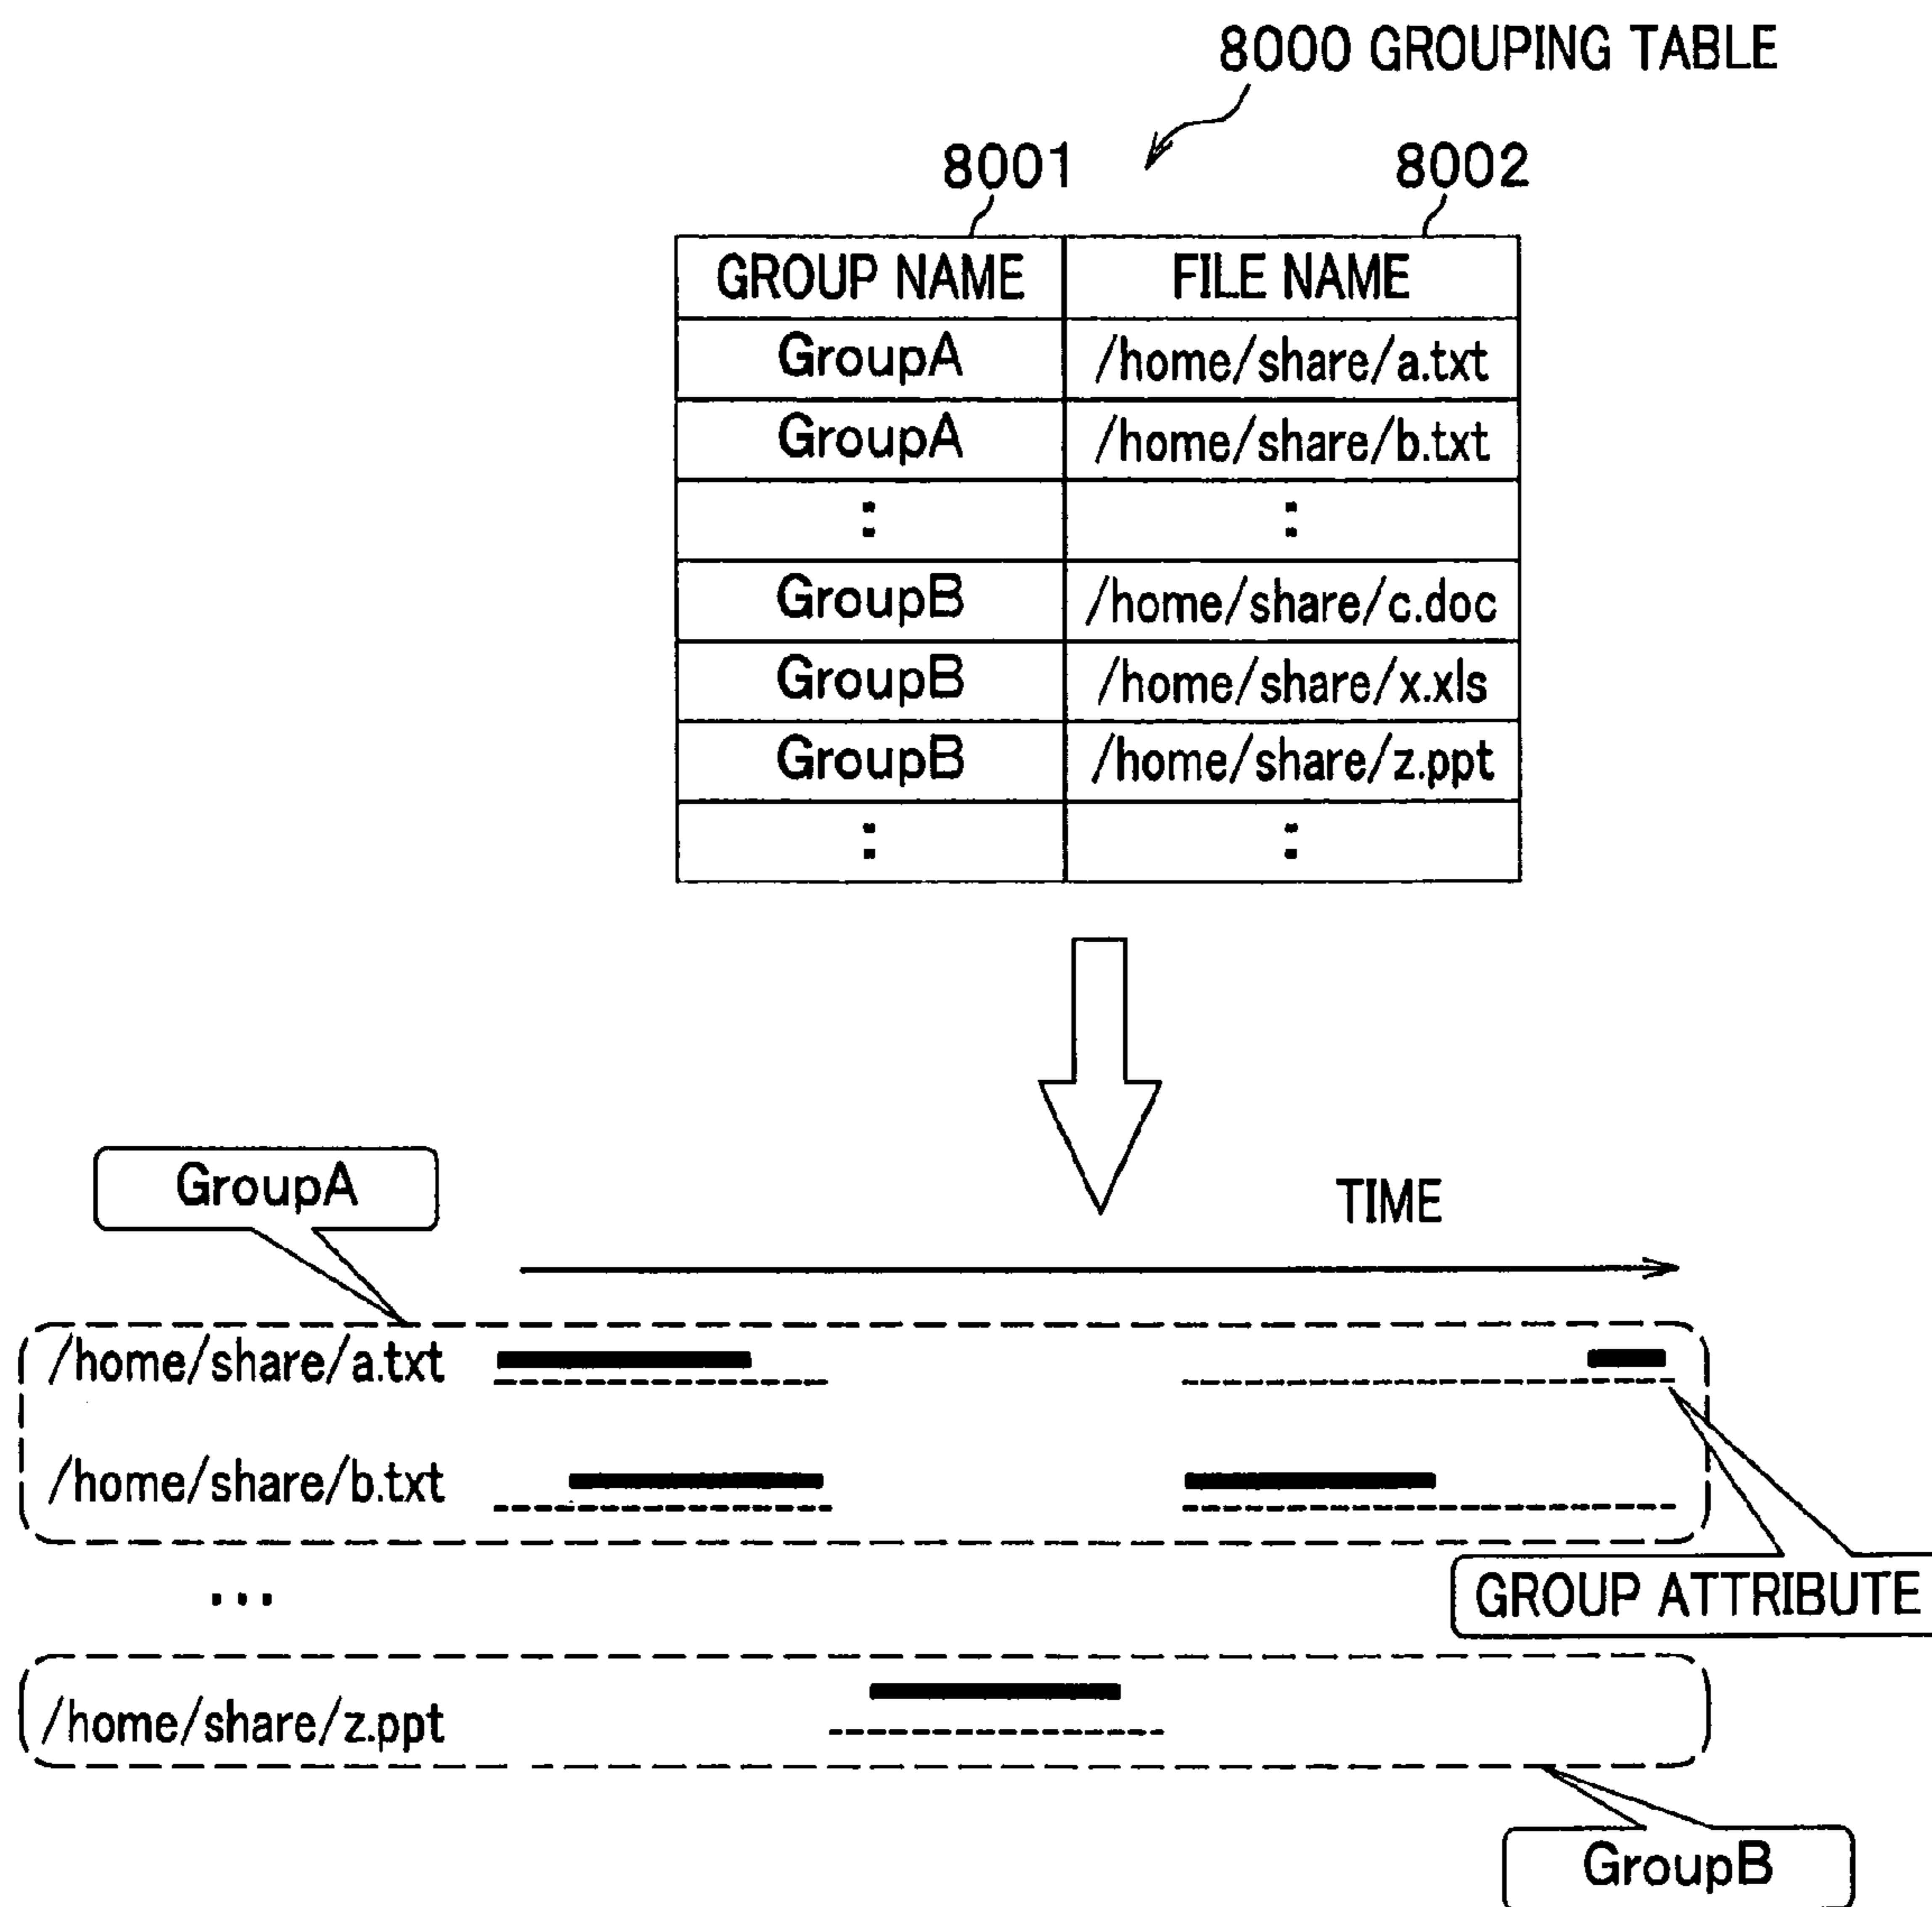 8000 GROUPING TABLE
8001 8002
GROUP NAME FILE NAME
GroupA /home/share/a.txt
GroupA /home/share/b.txt
: :
GroupB /home/share/c.doc
GroupB /home/share/x.xls
GroupB /home/share/z.ppt
: :
GroupA
TIME
/home/share/a.txt
/home/share/b.txt
...
GROUP ATTRIBUTE
/home/share/z.ppt
GroupB